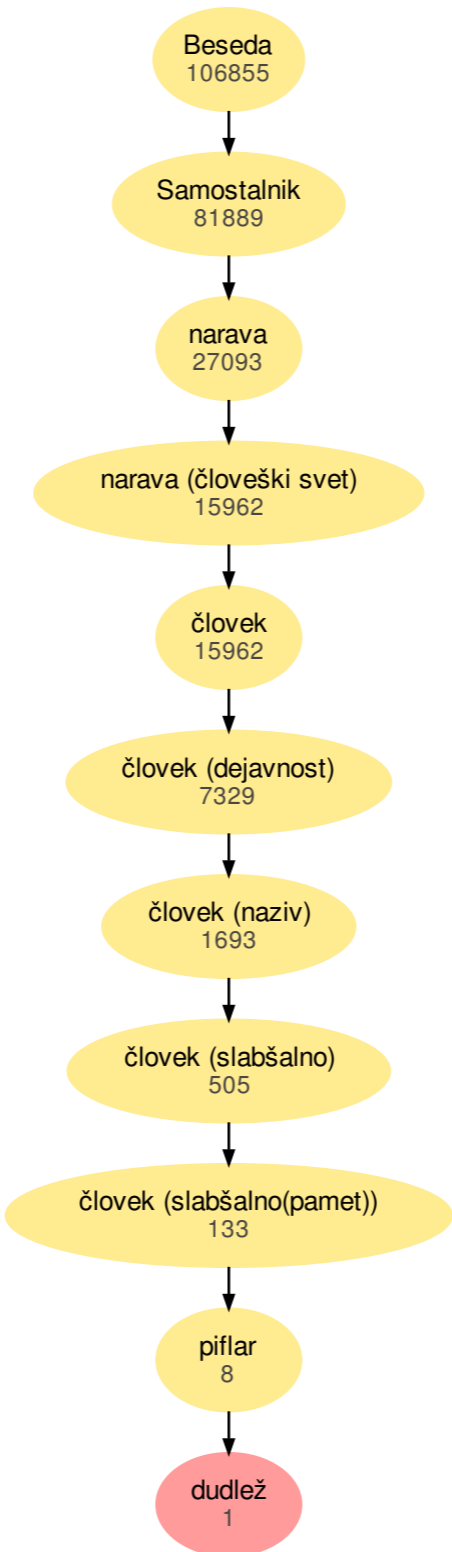 Beseda
106855
Samostalnik
81889
narava
27093
narava (človeški svet)
15962
človek
15962
človek (dejavnost)
7329
človek (naziv)
1693
človek (slabšalno)
505
človek (slabšalno(pamet))
133
piflar
8
dudlež
1